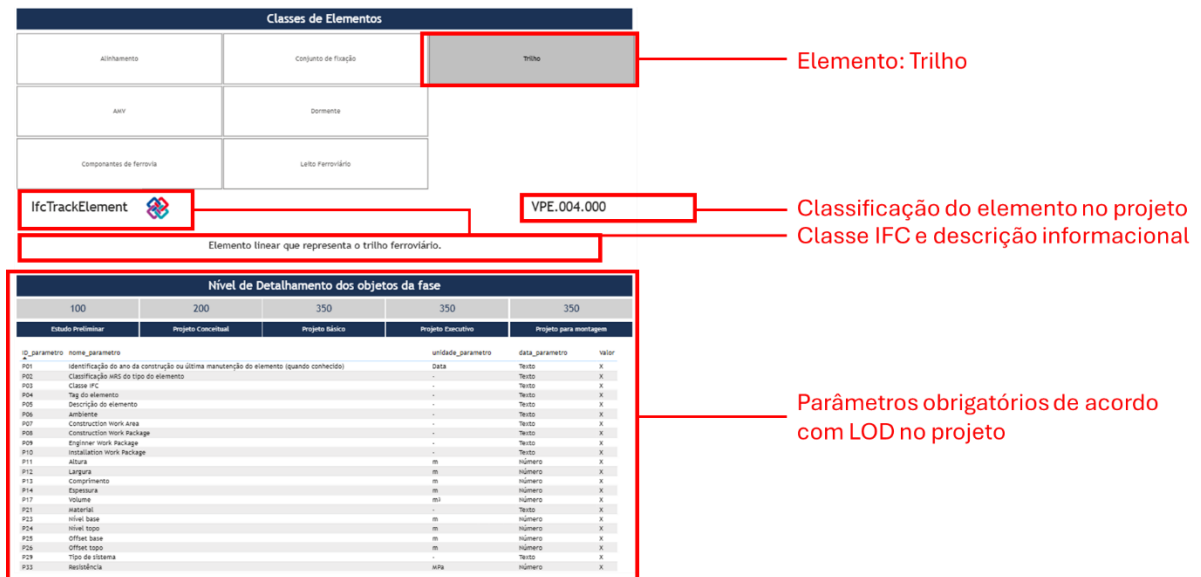 Classes de Elementos
Alinhamento
Conjunto de fixação
Trilho
Elemento: Trilho
AMV
Dormente
Componantes de ferrovia
Leito Ferroviário
IfcTrackElement
VPE.004.000
Classificação do elemento no projeto
Classe IFC e descrição informacional
Elemento linear que representa o trilho ferroviário.
Nível de Detalhamento dos objetos da fase
100 200 350 350 350
Estudo Preliminar Projeto Conceitual Projeto Básico Projeto Executivo Projeto para montagem
ID_parametro nome_parametro unidade_parametro data_parametro Valor
P01 Identificação do ano da construção ou última manutenção do elemento (quando conhecido) Data Texto X
P02 Classificação MRS do tipo do elemento - Texto X
P03 Classe IFC - Texto X
P04 Tag do elemento - Texto X
P05 Descrição do elemento - Texto X
P06 Ambiente - Texto X
P07 Construction Work Area - Texto X
P08 Construction Work Package - Texto X
P09 Enginner Work Package - Texto X
P10 Installation Work Package - Texto X
P11 Altura m Número X
P12 Largura m Número X
P13 Comprimento m Número X
P14 Espessura m Número X
P17 Volume m³ Número X
P21 Material - Texto X
P23 Nível base m Número X
P24 Nível topo m Número X
P25 Offset base m Número X
P26 Offset topo m Número X
P29 Tipo de sistema - Texto X
P33 Resistência MPa Número X
Parâmetros obrigatórios de acordo
com LOD no projeto